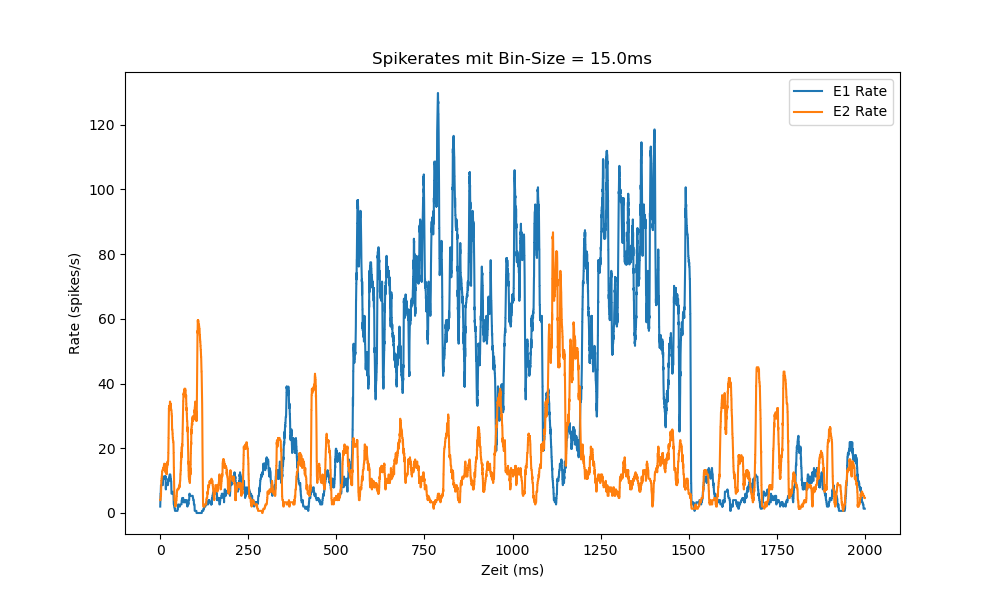 Spikerates mit Bin-Size = 15.0ms
E1 Rate
E2 Rate
Rate (spikes/s)
120
100
80
60
40
20
0
0 250 500 750 1000 1250 1500 1750 2000
Zeit (ms)